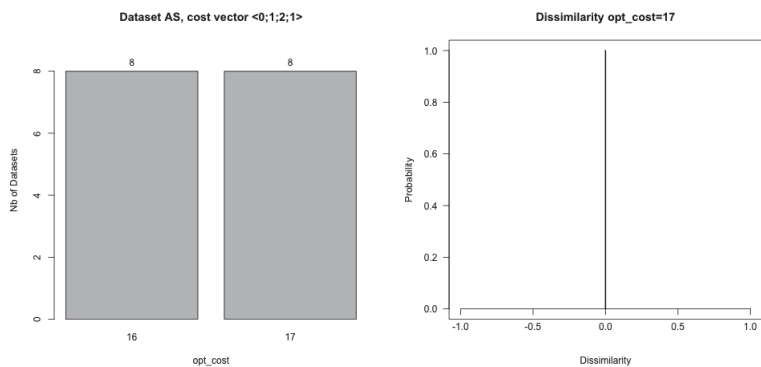 Dataset AS, cost vector <0;1;2;1>
8 8
Nb of Datasets
8
6
4
2
0
16 17
opt_cost
Dissimilarity opt_cost=17
Probability
1.0
0.8
0.6
0.4
0.2
0.0
-1.0 -0.5 0.0 0.5 1.0
Dissimilarity